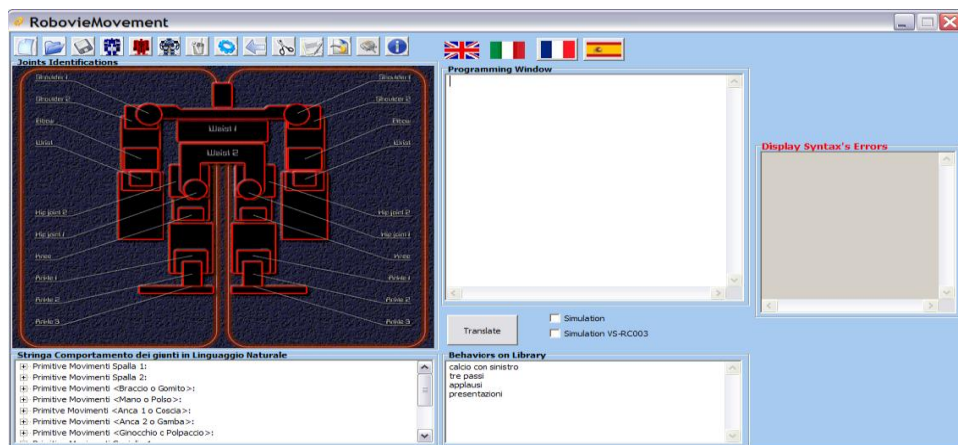 RobovieMovement
Joints Identifications
Shoulder 1
Shoulder 2
Elbow
Wrist
Hip joint 2
Hip joint 1
Knee
Ankle 1
Ankle 2
Ankle 3
Waist 1
Waist 2
Shoulder 1
Shoulder 2
Elbow
Wrist
Hip joint 2
Hip joint 1
Knee
Ankle 1
Ankle 2
Ankle 3
Programming Window
Display Syntax's Errors
Translate
Simulation
Simulation VS-RC003
Stringa Comportamento dei giunti in Linguaggio Naturale
Primitive Movimenti Spalla 1:
Primitive Movimenti Spalla 2:
Primitive Movimenti <Braccio o Gomito>:
Primitive Movimenti <Mano o Polso>:
Primitve Movimenti <Anca 1 o Coscia>:
Primitive Movimenti <Anca 2 o Gamba>:
Primitive Movimenti <Ginocchio c Polpaccio>:
Behaviors on Library
calcio con sinistro
tre passi
applausi
presentazioni